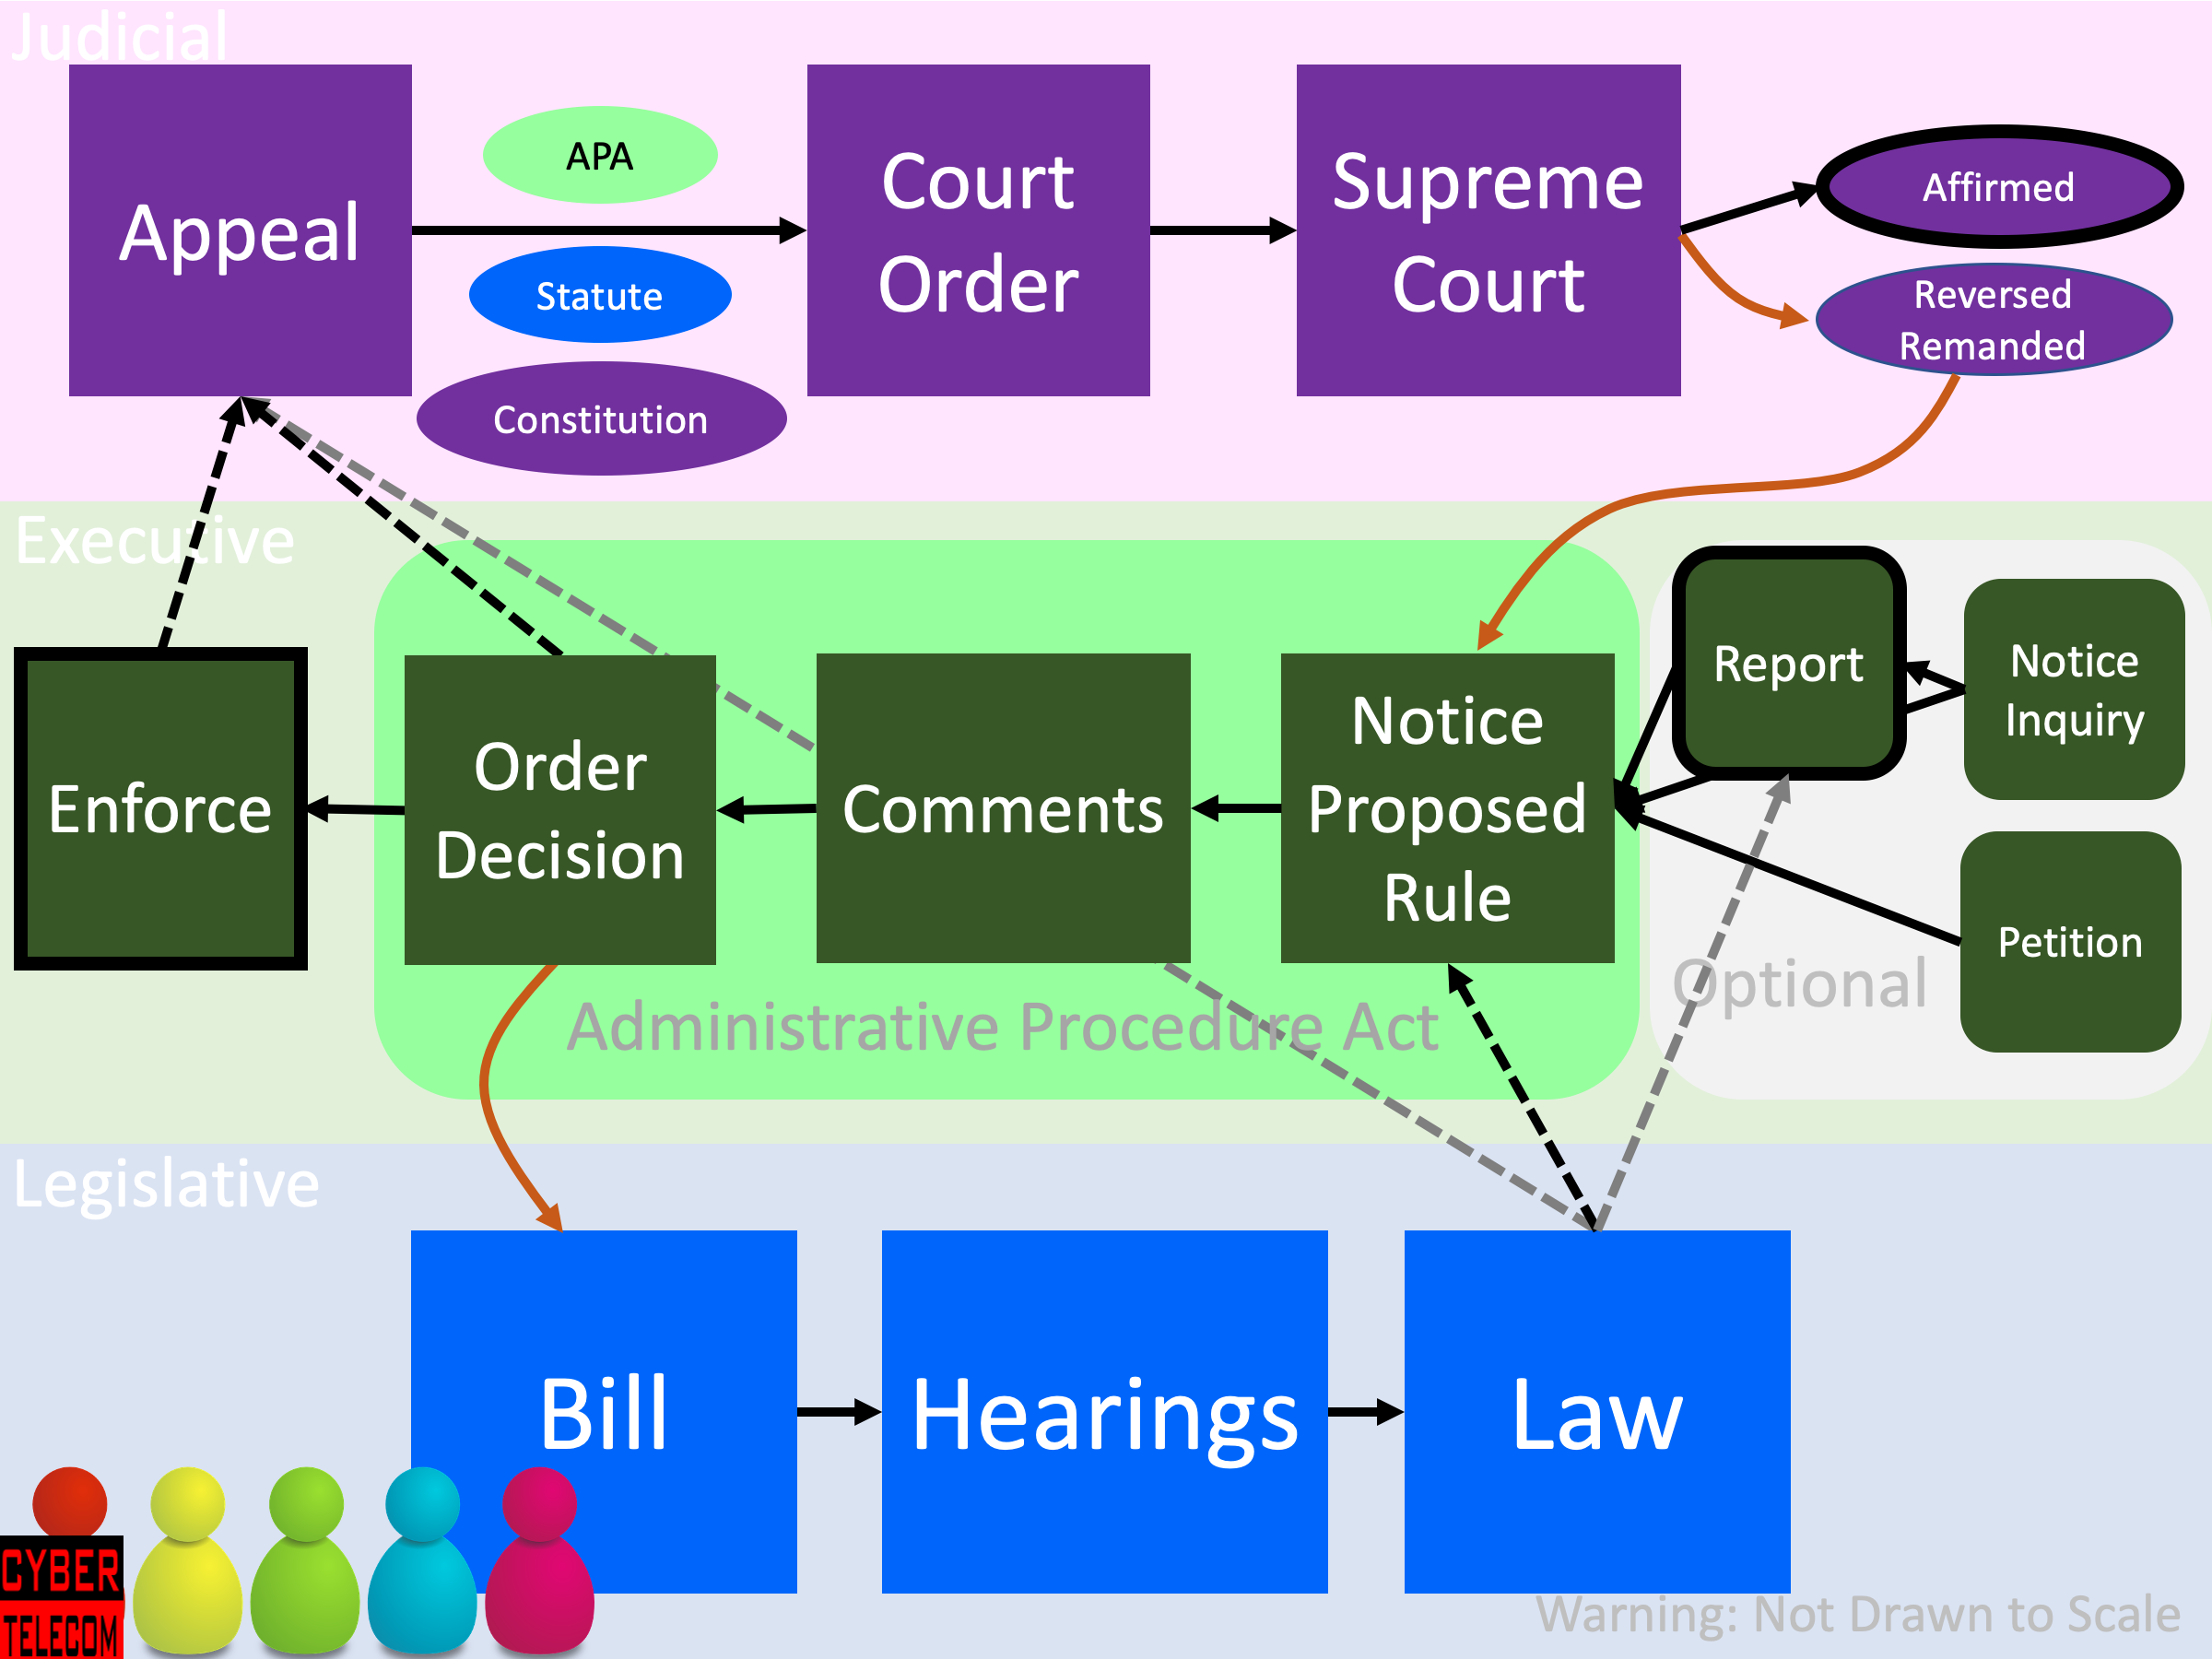 Judicial
Appeal
APA
Statute
Constitution
Court
Order
Supreme
Court
Affirmed
Reversed
Remanded
Executive
Enforce
Order
Decision
Comments
Notice
Proposed
Rule
Report
Notice
Inquiry
Petition
Optional
Administrative Procedure Act
Legislative
Bill
Hearings
Law
CYBER
TELECOM
Warning: Not Drawn to Scale